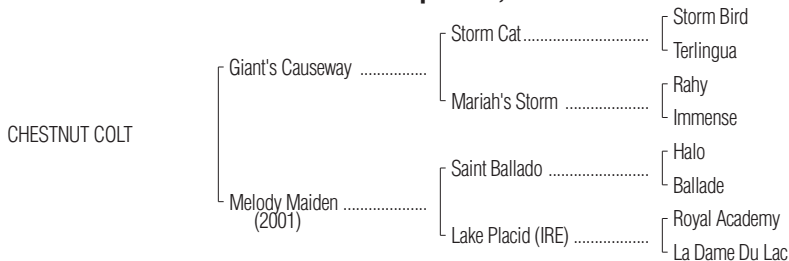 Storm Bird
Storm Cat
Terlingua
Giant's Causeway
Rahy
Mariah's Storm
Immense
CHESTNUT COLT
Halo
Saint Ballado
Ballade
Melody Maiden
(2001)
Royal Academy
Lake Placid (IRE)
La Dame Du Lac